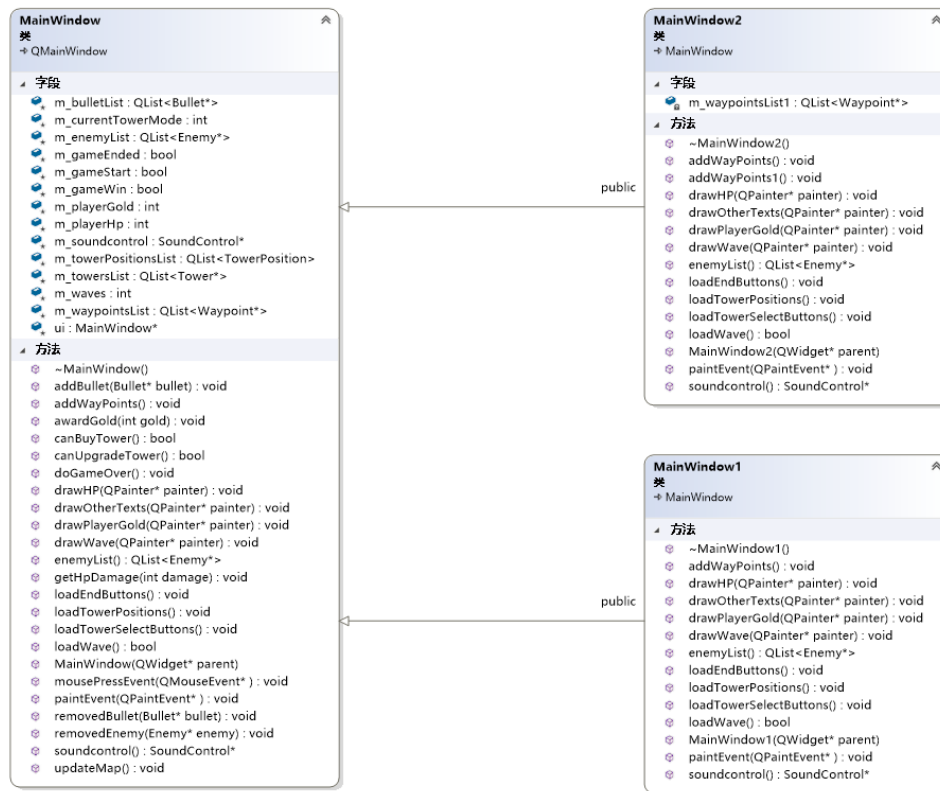 MainWindow
类
QMainWindow
字段
m_bulletList : QList<Bullet*>
m_currentTowerMode : int
m_enemyList : QList<Enemy*>
m_gameEnded : bool
m_gameStart : bool
m_gameWin : bool
m_playerGold : int
m_playerHp : int
m_soundcontrol : SoundControl*
m_towerPositionsList : QList<TowerPosition>
m_towersList : QList<Tower*>
m_waves : int
m_waypointsList : QList<Waypoint*>
ui : MainWindow*
方法
~MainWindow()
addBullet(Bullet* bullet) : void
addWayPoints() : void
awardGold(int gold) : void
canBuyTower() : bool
canUpgradeTower() : bool
doGameOver() : void
drawHP(QPainter* painter) : void
drawOtherTexts(QPainter* painter) : void
drawPlayerGold(QPainter* painter) : void
drawWave(QPainter* painter) : void
enemyList() : QList<Enemy*>
getHpDamage(int damage) : void
loadEndButtons() : void
loadTowerPositions() : void
loadTowerSelectButtons() : void
loadWave() : bool
MainWindow(QWidget* parent)
mousePressEvent(QMouseEvent* ) : void
paintEvent(QPaintEvent* ) : void
removedBullet(Bullet* bullet) : void
removedEnemy(Enemy* enemy) : void
soundcontrol() : SoundControl*
updateMap() : void
public
MainWindow2
类
MainWindow
字段
m_waypointsList1 : QList<Waypoint*>
方法
~MainWindow2()
addWayPoints() : void
addWayPoints1() : void
drawHP(QPainter* painter) : void
drawOtherTexts(QPainter* painter) : void
drawPlayerGold(QPainter* painter) : void
drawWave(QPainter* painter) : void
enemyList() : QList<Enemy*>
loadEndButtons() : void
loadTowerPositions() : void
loadTowerSelectButtons() : void
loadWave() : bool
MainWindow2(QWidget* parent)
paintEvent(QPaintEvent* ) : void
soundcontrol() : SoundControl*
public
MainWindow1
类
MainWindow
方法
~MainWindow1()
addWayPoints() : void
drawHP(QPainter* painter) : void
drawOtherTexts(QPainter* painter) : void
drawPlayerGold(QPainter* painter) : void
drawWave(QPainter* painter) : void
enemyList() : QList<Enemy*>
loadEndButtons() : void
loadTowerPositions() : void
loadTowerSelectButtons() : void
loadWave() : bool
MainWindow1(QWidget* parent)
paintEvent(QPaintEvent* ) : void
soundcontrol() : SoundControl*